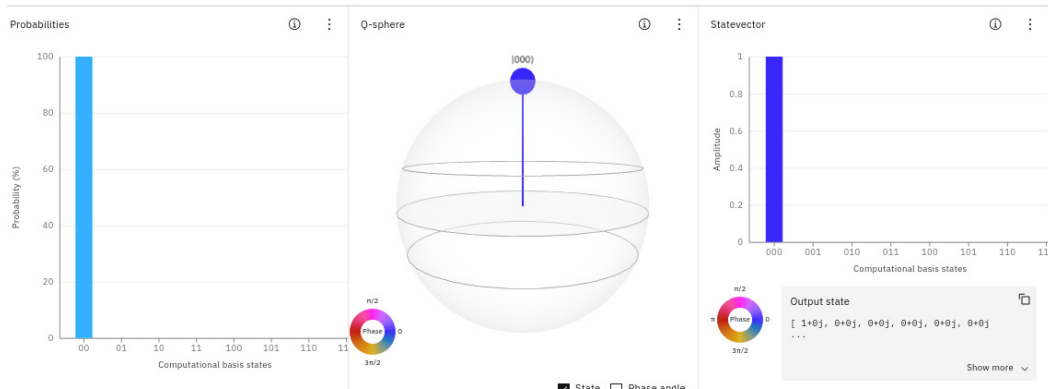 Probabilities
Q-sphere
Statevector
Probability (%)
100
80
60
40
20
0
00 01 10 11 100 101 110 11
Computational basis states
|000⟩
π/2
Phase 0
3π/2
State Phase angle
Amplitude
1
0.8
0.6
0.4
0.2
0
000 001 010 011 100 101 110 11
Computational basis states
π/2
π Phase 0
3π/2
Output state
[ 1+0j, 0+0j, 0+0j, 0+0j, 0+0j, 0+0j
...
Show more